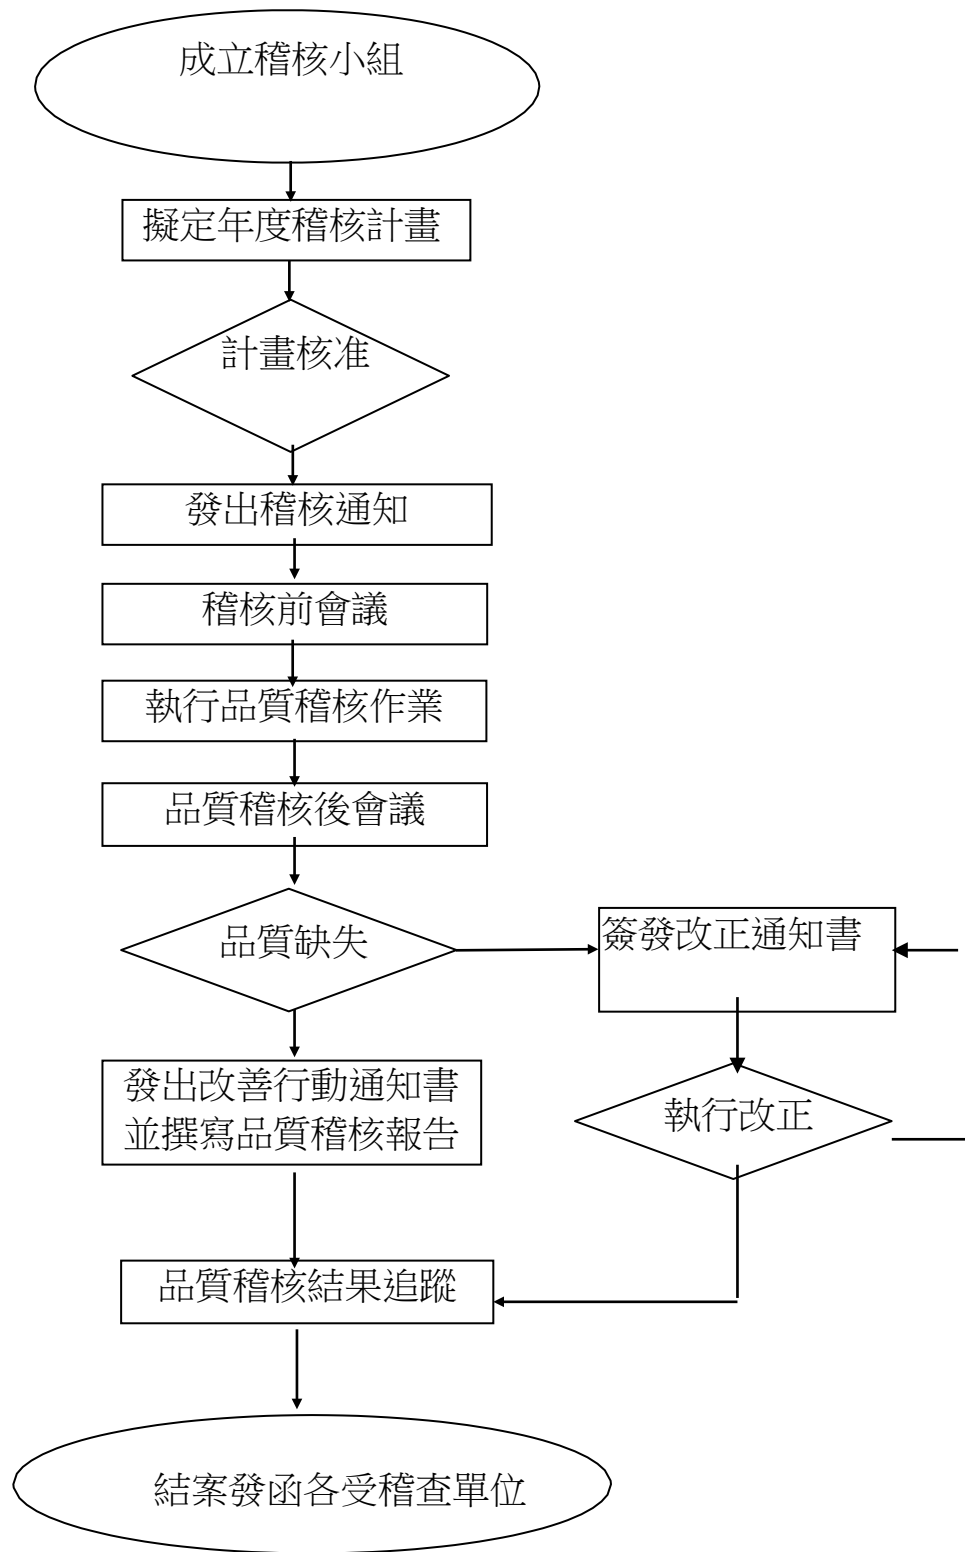 成立稽核小組
擬定年度稽核計畫
計畫核准
發出稽核通知
稽核前會議
執行品質稽核作業
品質稽核後會議
品質缺失
簽發改正通知書
發出改善行動通知書
並撰寫品質稽核報告
執行改正
品質稽核結果追蹤
結案發函各受稽查單位